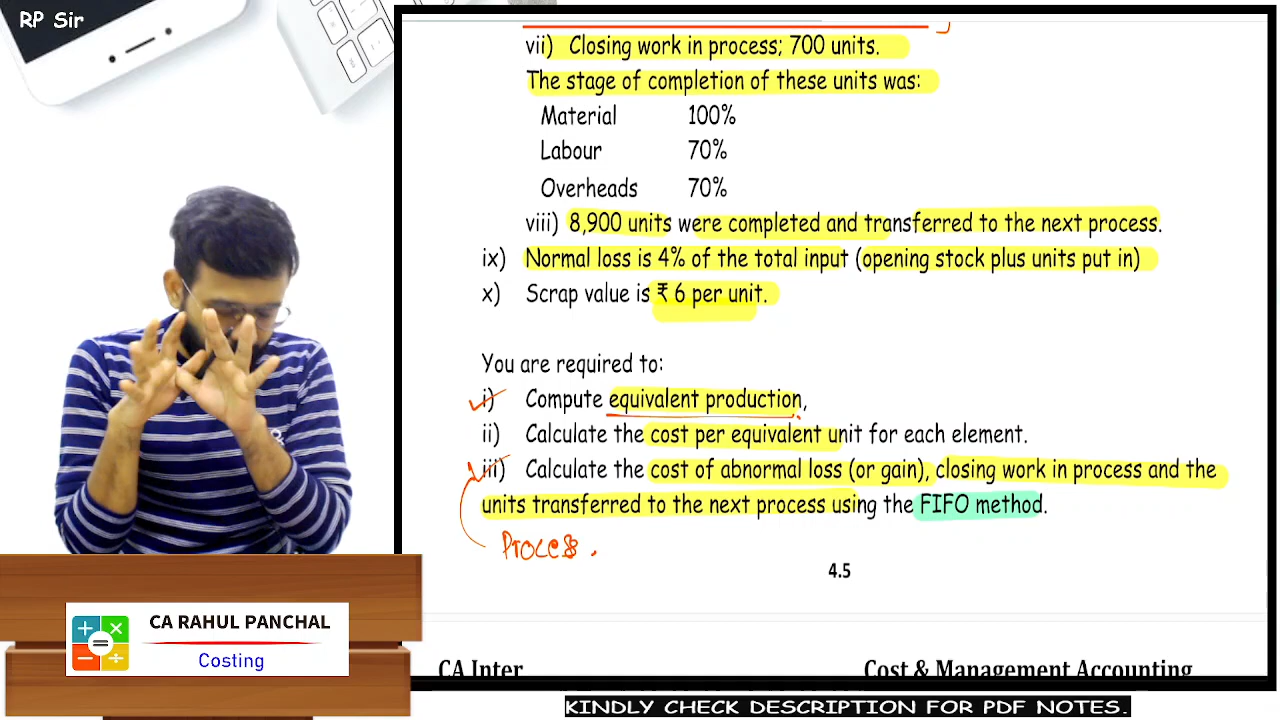 RP Sir
vii) Closing work in process; 700 units.
The stage of completion of these units was:
Material 100%
Labour 70%
Overheads 70%
viii) 8,900 units were completed and transferred to the next process.
ix) Normal loss is 4% of the total input (opening stock plus units put in)
x) Scrap value is ₹ 6 per unit.
You are required to:
i) Compute equivalent production,
ii) Calculate the cost per equivalent unit for each element.
iii) Calculate the cost of abnormal loss (or gain), closing work in process and the
units transferred to the next process using the FIFO method.
Process.
4.5
CA Inter Cost & Management Accounting
CA RAHUL PANCHAL
Costing
KINDLY CHECK DESCRIPTION FOR PDF NOTES.